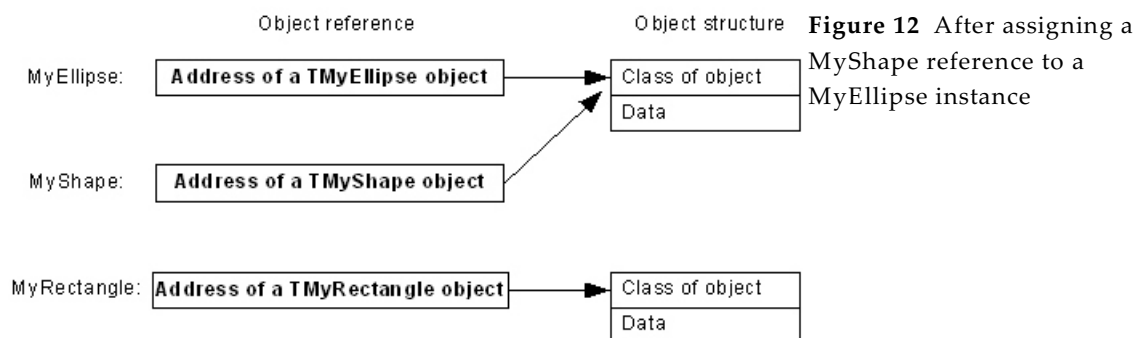 Object reference
Object structure
Figure 12 After assigning a
MyShape reference to a
MyEllipse instance
MyEllipse:
Address of a TMyEllipse object
Class of object
Data
MyShape:
Address of a TMyShape object
MyRectangle:
Address of a TMyRectangle object
Class of object
Data